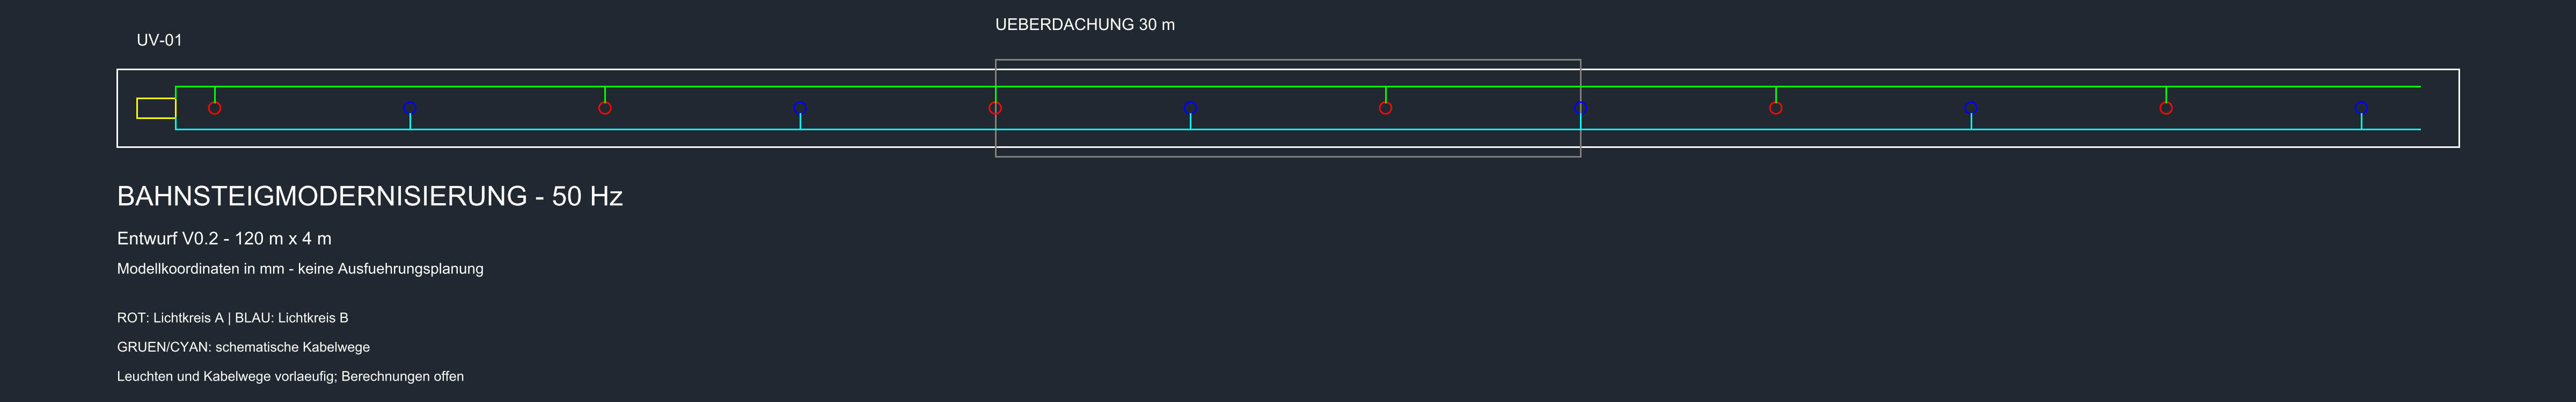 UEBERDACHUNG 30 m
UV-01
BAHNSTEIGMODERNISIERUNG - 50 Hz
Entwurf V0.2 - 120 m x 4 m
Modellkoordinaten in mm - keine Ausfuehrungsplanung
ROT: Lichtkreis A | BLAU: Lichtkreis B
GRUEN/CYAN: schematische Kabelwege
Leuchten und Kabelwege vorlaeufig; Berechnungen offen